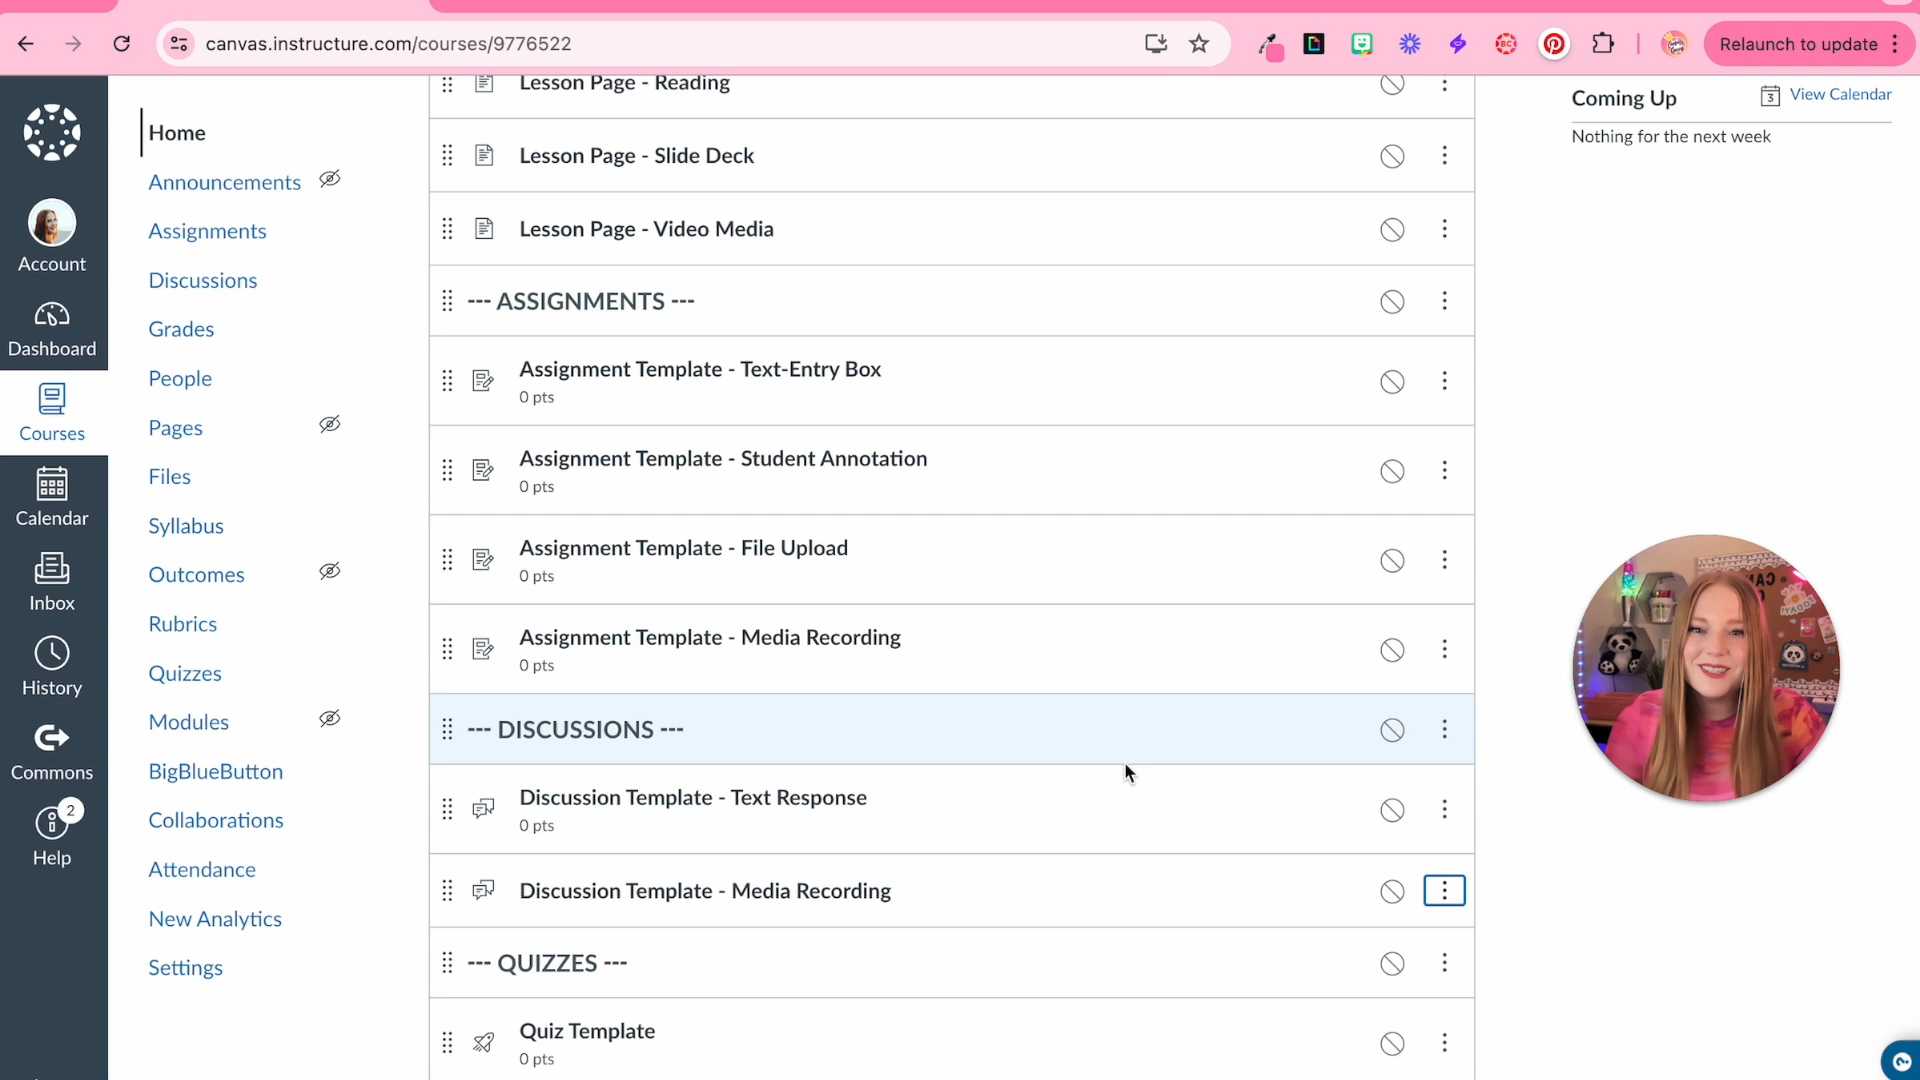 canvas.instructure.com/courses/9776522
BC
Relaunch to update
Account
Dashboard
Courses
Calendar
Inbox
History
Commons
2
Help
Home
Announcements
Assignments
Discussions
Grades
People
Pages
Files
Syllabus
Outcomes
Rubrics
Quizzes
Modules
BigBlueButton
Collaborations
Attendance
New Analytics
Settings
Lesson Page - Reading
Lesson Page - Slide Deck
Lesson Page - Video Media
--- ASSIGNMENTS ---
Assignment Template - Text-Entry Box
0 pts
Assignment Template - Student Annotation
0 pts
Assignment Template - File Upload
0 pts
Assignment Template - Media Recording
0 pts
--- DISCUSSIONS ---
Discussion Template - Text Response
0 pts
Discussion Template - Media Recording
--- QUIZZES ---
Quiz Template
0 pts
Coming Up
3
View Calendar
Nothing for the next week